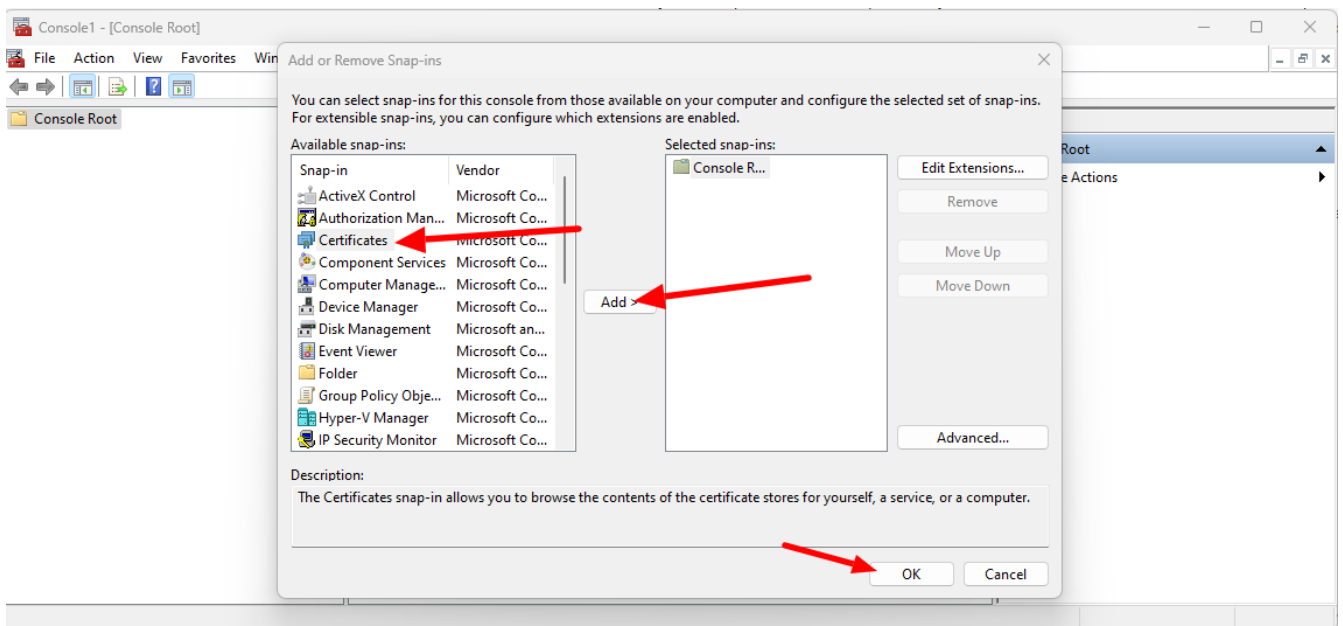 Console1 - [Console Root]
File Action View Favorites Win
Add or Remove Snap-ins
You can select snap-ins for this console from those available on your computer and configure the selected set of snap-ins.
For extensible snap-ins, you can configure which extensions are enabled.
Console Root
Available snap-ins:
Snap-in Vendor
ActiveX Control Microsoft Co...
Authorization Man... Microsoft Co...
Certificates Microsoft Co...
Component Services Microsoft Co...
Computer Manage... Microsoft Co...
Device Manager Microsoft Co...
Disk Management Microsoft an...
Event Viewer Microsoft Co...
Folder Microsoft Co...
Group Policy Obje... Microsoft Co...
Hyper-V Manager Microsoft Co...
IP Security Monitor Microsoft Co...
Add >
Selected snap-ins:
Console R...
Edit Extensions...
Remove
Move Up
Move Down
Advanced...
Root
e Actions
Description:
The Certificates snap-in allows you to browse the contents of the certificate stores for yourself, a service, or a computer.
OK Cancel